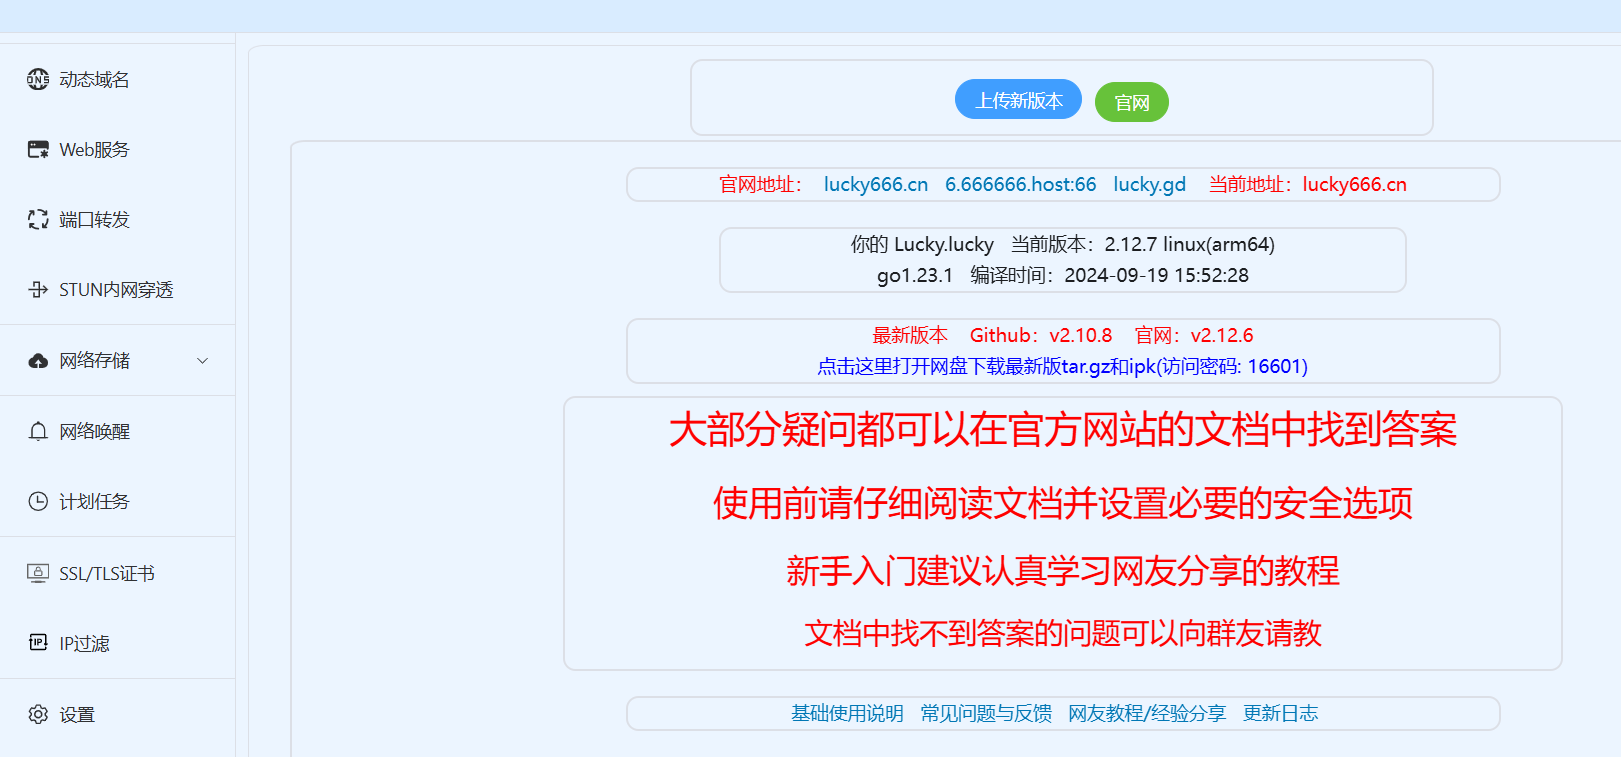 动态域名
Web服务
端口转发
STUN内网穿透
网络存储
网络唤醒
计划任务
SSL/TLS证书
IP过滤
设置
上传新版本 官网
官网地址： lucky666.cn 6.666666.host:66 lucky.gd 当前地址：lucky666.cn
你的 Lucky.lucky 当前版本：2.12.7 linux(arm64)
go1.23.1 编译时间：2024-09-19 15:52:28
最新版本 Github：v2.10.8 官网：v2.12.6
点击这里打开网盘下载最新版tar.gz和ipk(访问密码: 16601)
大部分疑问都可以在官方网站的文档中找到答案
使用前请仔细阅读文档并设置必要的安全选项
新手入门建议认真学习网友分享的教程
文档中找不到答案的问题可以向群友请教
基础使用说明 常见问题与反馈 网友教程/经验分享 更新日志